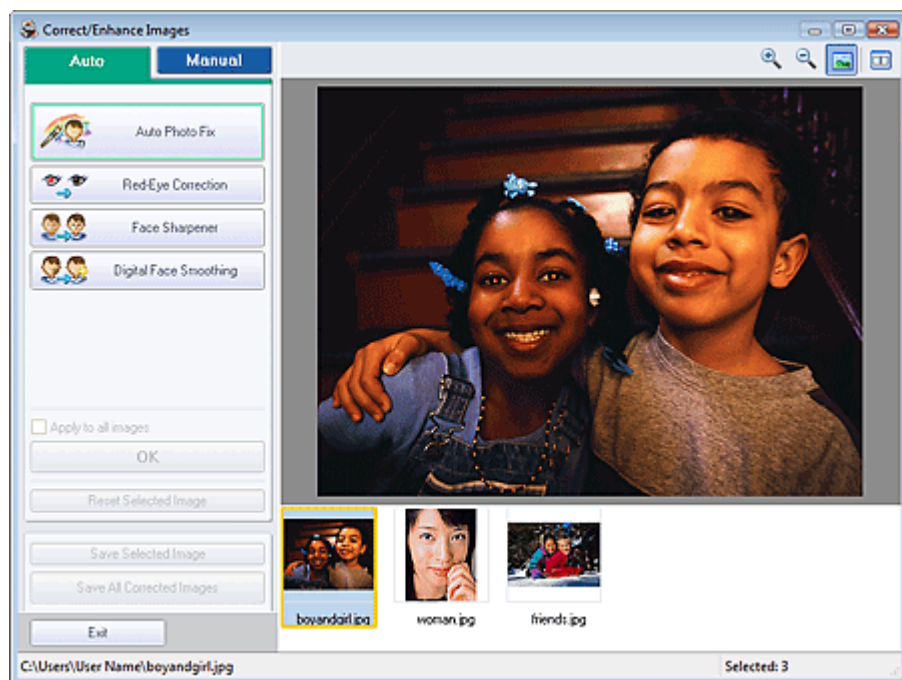 Correct/Enhance Images
Auto
Manual
Auto Photo Fix
Red-Eye Correction
Face Sharpener
Digital Face Smoothing
Apply to all images
OK
Reset Selected Image
Save Selected Image
Save All Corrected Images
Exit
boyandgirl.jpg
woman.jpg
friends.jpg
C:\Users\User Name\boyandgirl.jpg
Selected: 3